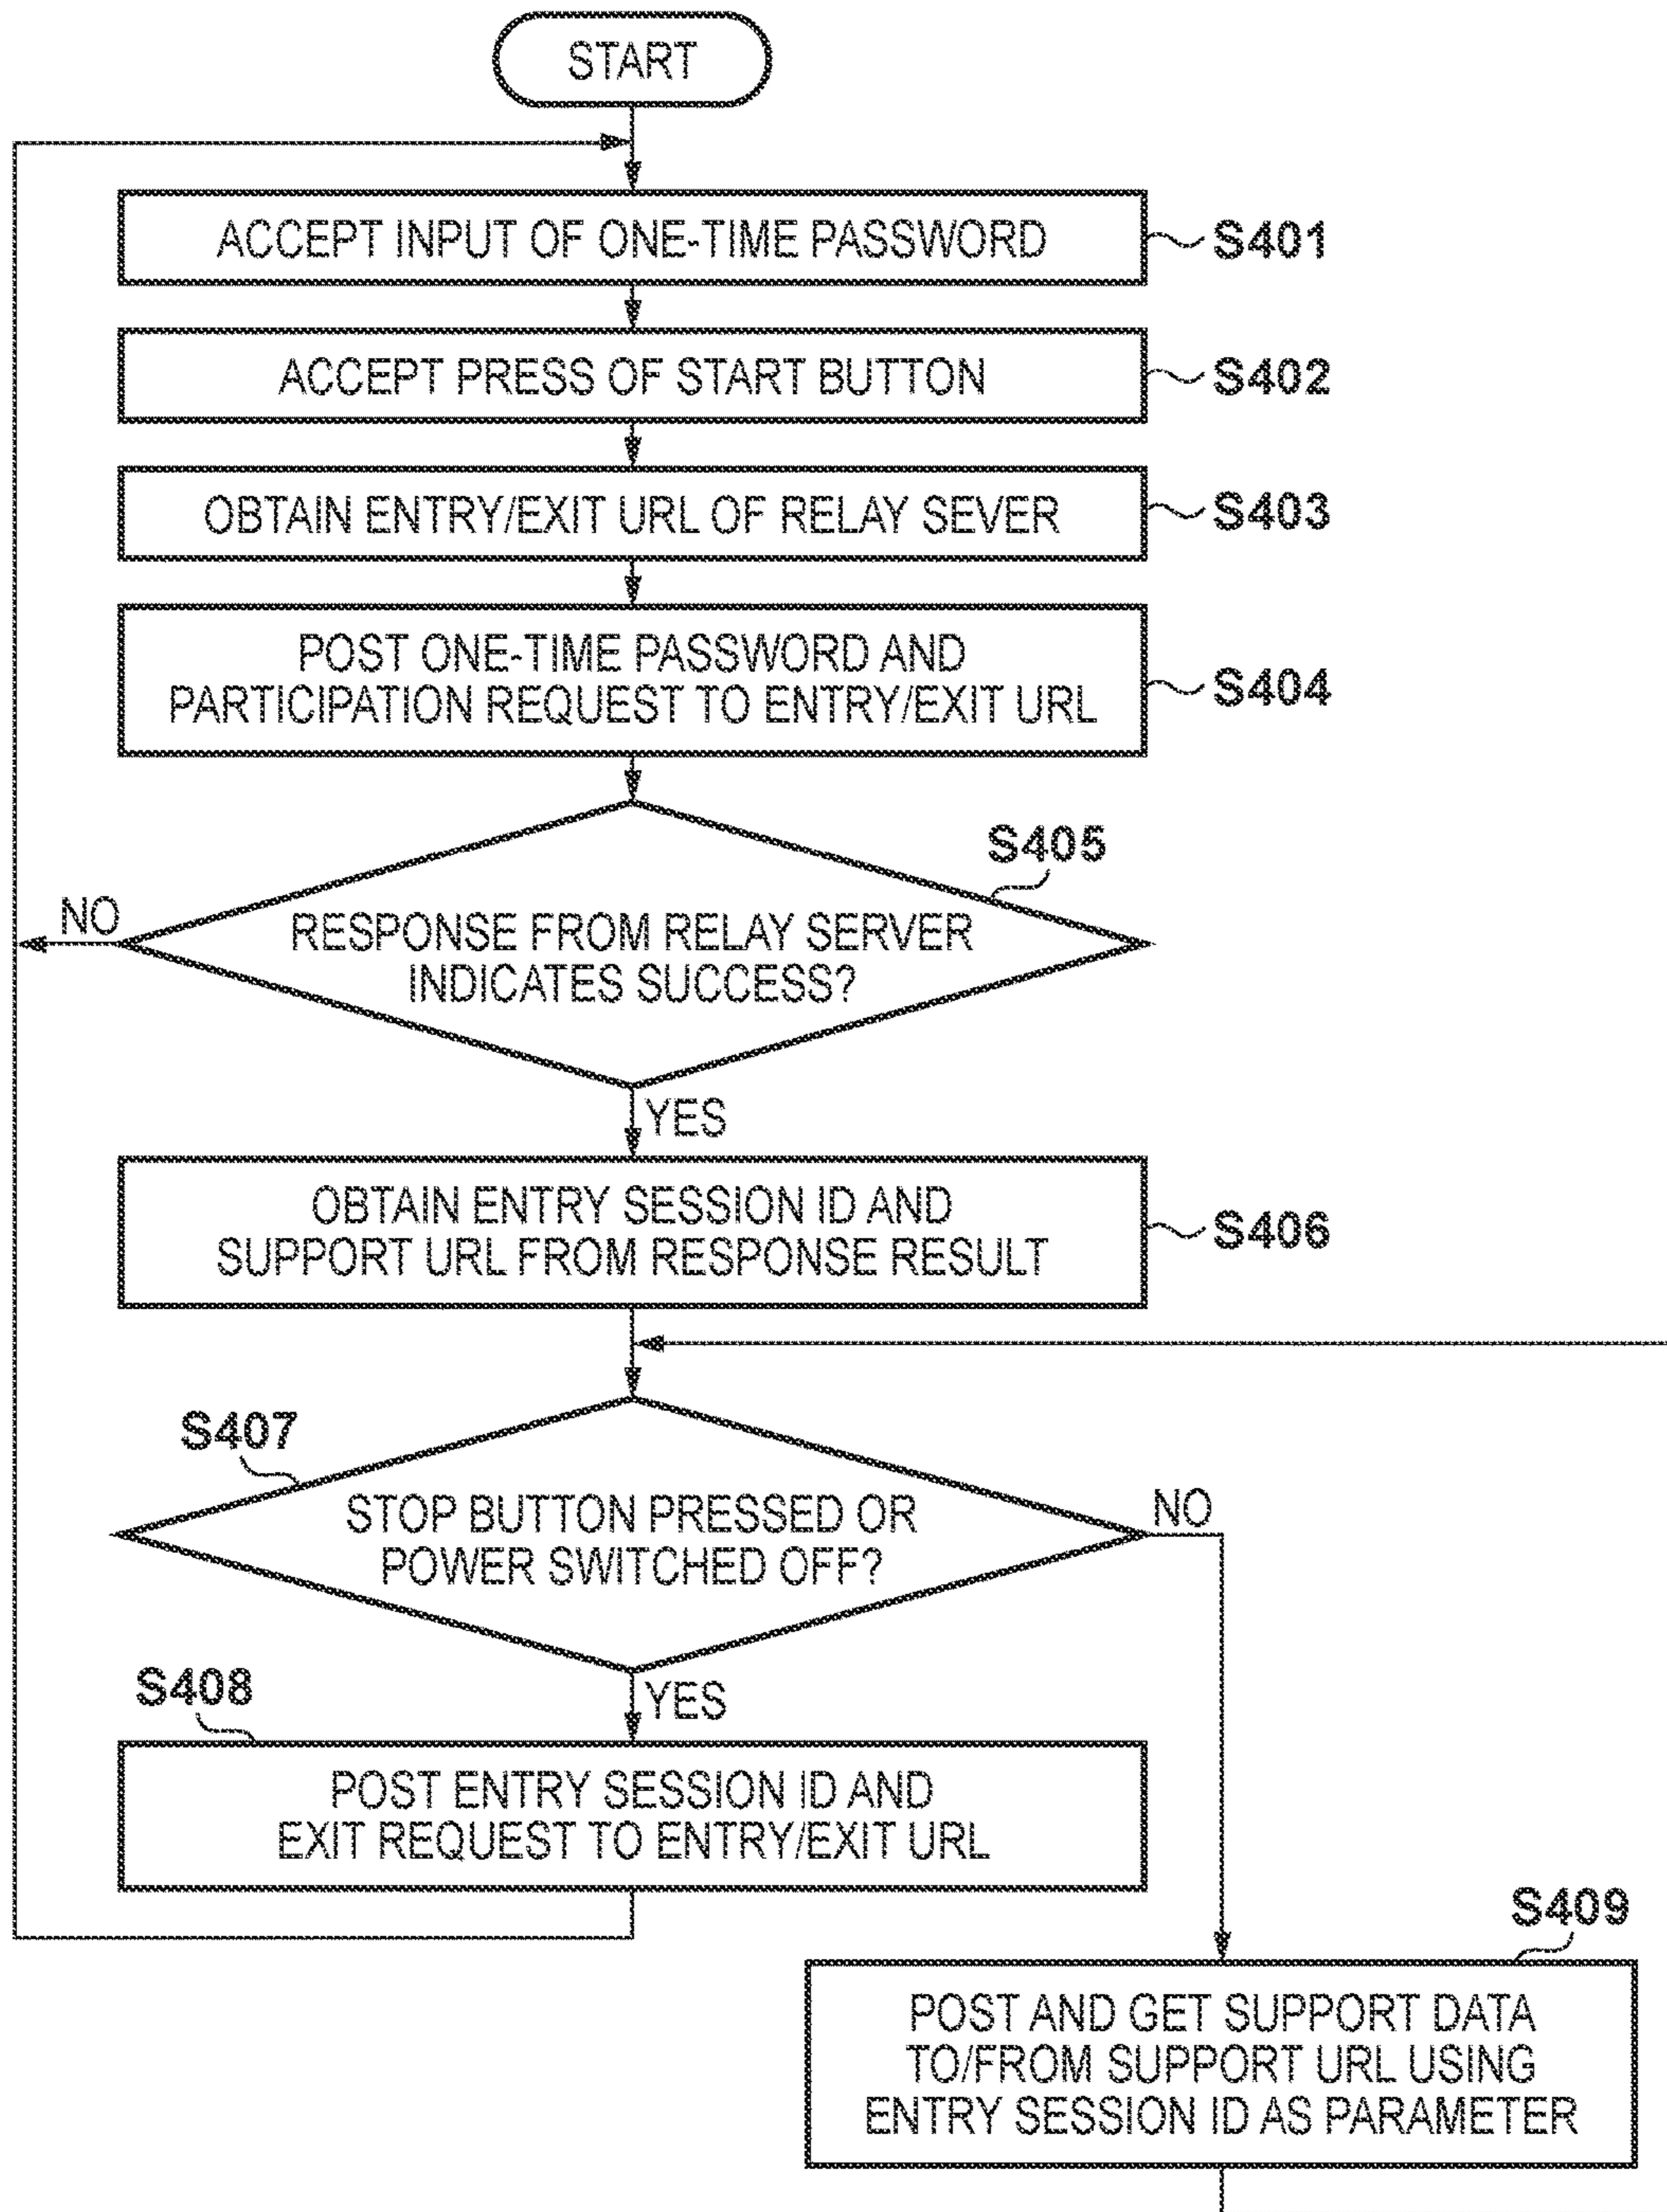 START
ACCEPT INPUT OF ONE-TIME PASSWORD
S401
ACCEPT PRESS OF START BUTTON
S402
OBTAIN ENTRY/EXIT URL OF RELAY SEVER
S403
POST ONE-TIME PASSWORD AND
PARTICIPATION REQUEST TO ENTRY/EXIT URL
S404
S405
NO
RESPONSE FROM RELAY SERVER
INDICATES SUCCESS?
YES
OBTAIN ENTRY SESSION ID AND
SUPPORT URL FROM RESPONSE RESULT
S406
S407
STOP BUTTON PRESSED OR
POWER SWITCHED OFF?
NO
YES
S408
POST ENTRY SESSION ID AND
EXIT REQUEST TO ENTRY/EXIT URL
S409
POST AND GET SUPPORT DATA
TO/FROM SUPPORT URL USING
ENTRY SESSION ID AS PARAMETER